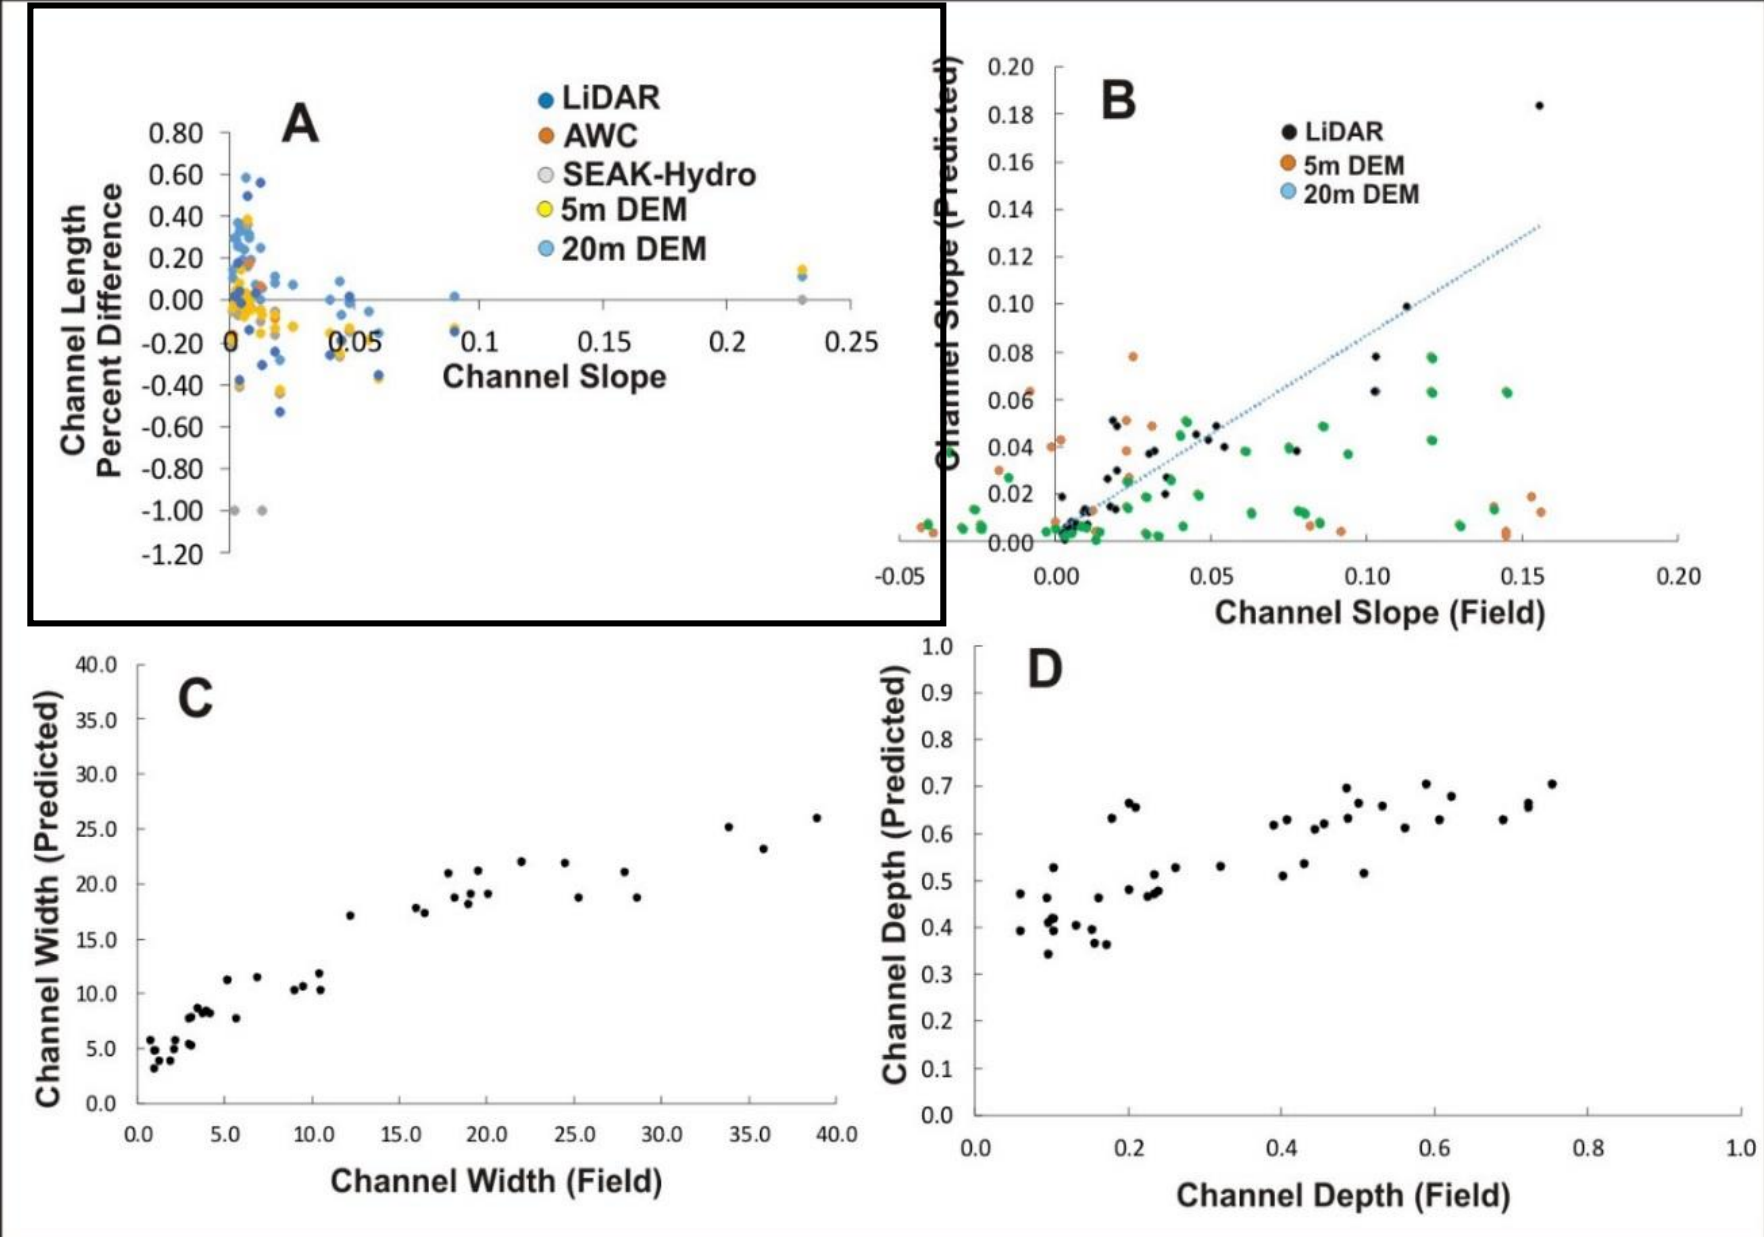 A
LiDAR
AWC
SEAK-Hydro
5m DEM
20m DEM
0.80
0.60
0.40
0.20
0.00
-0.20
-0.40
-0.60
-0.80
-1.00
-1.20
0 0.05 0.1 0.15 0.2 0.25
Channel Slope
Channel Length
Percent Difference
B
LiDAR
5m DEM
20m DEM
0.20
0.18
0.16
0.14
0.12
0.10
0.08
0.06
0.04
0.02
0.00
-0.05 0.00 0.05 0.10 0.15 0.20
Channel Slope (Field)
Channel Slope (Predicted)
C
40.0
35.0
30.0
25.0
20.0
15.0
10.0
5.0
0.0
0.0 5.0 10.0 15.0 20.0 25.0 30.0 35.0 40.0
Channel Width (Field)
Channel Width (Predicted)
D
1.0
0.9
0.8
0.7
0.6
0.5
0.4
0.3
0.2
0.1
0.0
0.0 0.2 0.4 0.6 0.8 1.0
Channel Depth (Field)
Channel Depth (Predicted)